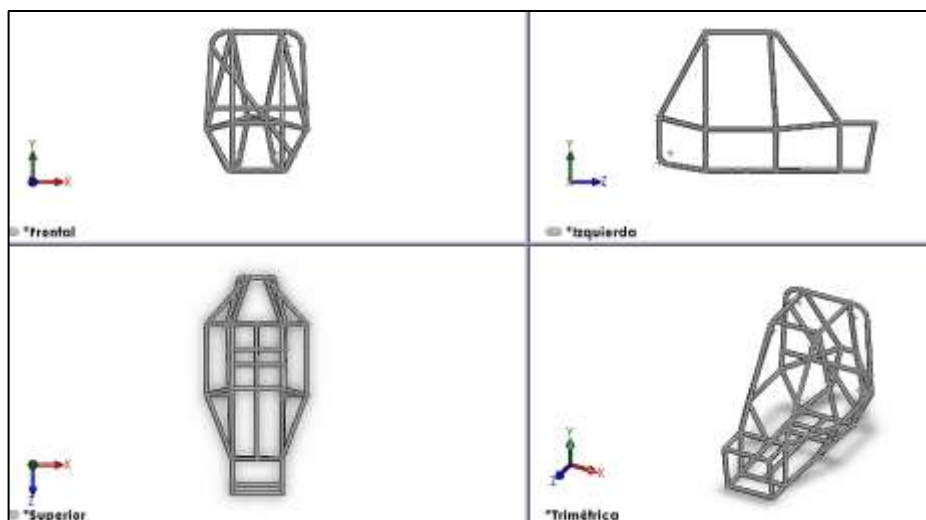 Y
X
*Frontal
Y
Z
*Izquierda
X
Z
*Superior
Y
X
Z
*Trimétrica